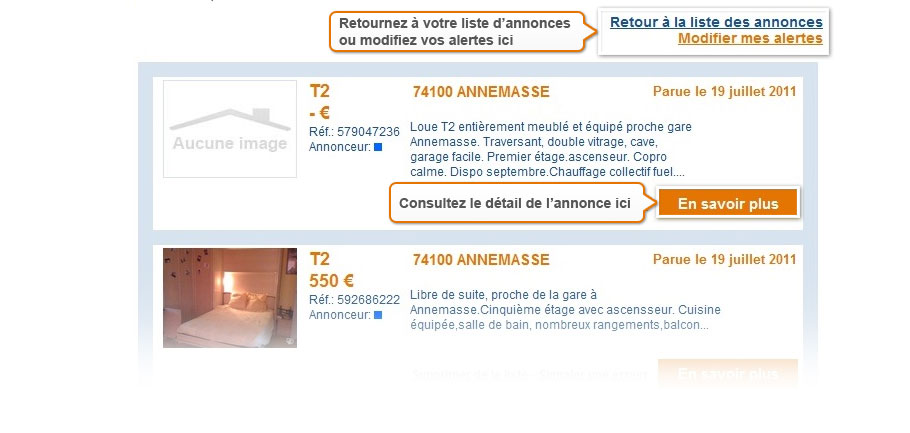 Retournez à votre liste d'annonces
ou modifiez vos alertes ici
Retour à la liste des annonces
Modifier mes alertes
Aucune image
T2
- €
Réf.: 579047236
Annonceur:
74100 ANNEMASSE
Parue le 19 juillet 2011
Loue T2 entièrement meublé et équipé proche gare
Annemasse. Traversant, double vitrage, cave,
garage facile. Premier étage.ascenseur. Copro
calme. Dispo septembre.Chauffage collectif fuel....
Consultez le détail de l'annonce ici
En savoir plus
T2
550 €
Réf.: 592686222
Annonceur:
74100 ANNEMASSE
Parue le 19 juillet 2011
Libre de suite, proche de la gare à
Annemasse.Cinquième étage avec ascensseur. Cuisine
équipée,salle de bain, nombreux rangements,balcon...
En savoir plus